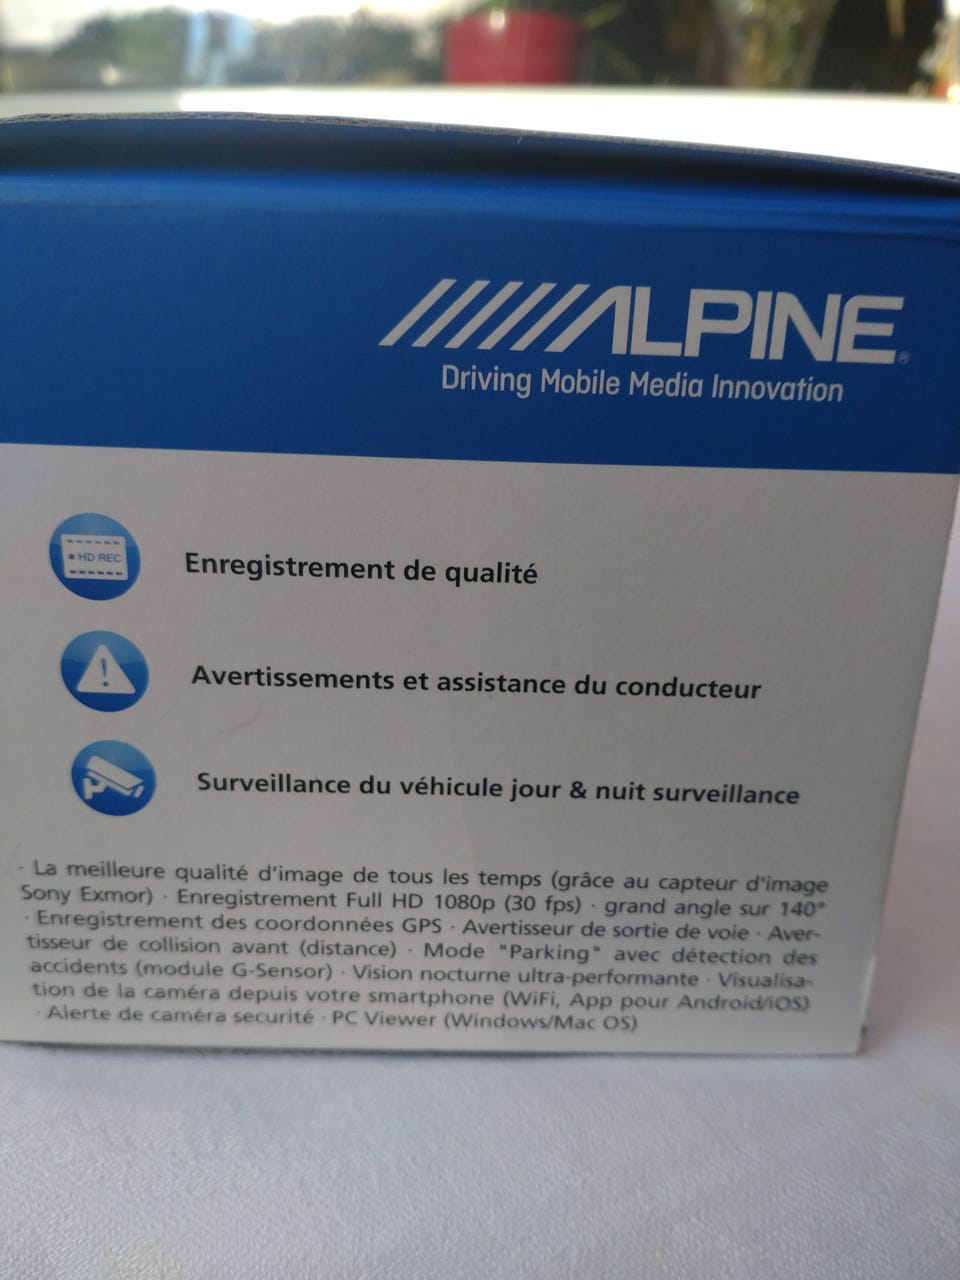 ALPINE®
Driving Mobile Media Innovation
HD REC
Enregistrement de qualité
Avertissements et assistance du conducteur
Surveillance du véhicule jour & nuit surveillance
· La meilleure qualité d'image de tous les temps (grâce au capteur d'image
Sony Exmor) · Enregistrement Full HD 1080p (30 fps) · grand angle sur 140°
· Enregistrement des coordonnées GPS · Avertisseur de sortie de voie · Aver-
tisseur de collision avant (distance) · Mode "Parking" avec détection des
accidents (module G-Sensor) · Vision nocturne ultra-performante · Visualisa-
tion de la caméra depuis votre smartphone (WiFi, App pour Android/iOS)
· Alerte de caméra securité · PC Viewer (Windows/Mac OS)